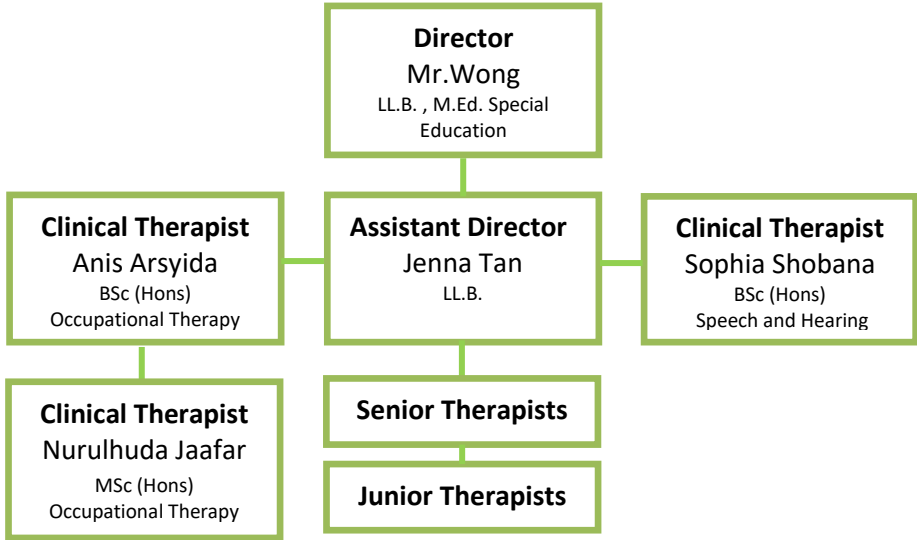 Director
Mr.Wong
LL.B. , M.Ed. Special
Education
Clinical Therapist
Anis Arsyida
BSc (Hons)
Occupational Therapy
Assistant Director
Jenna Tan
LL.B.
Clinical Therapist
Sophia Shobana
BSc (Hons)
Speech and Hearing
Clinical Therapist
Nurulhuda Jaafar
MSc (Hons)
Occupational Therapy
Senior Therapists
Junior Therapists